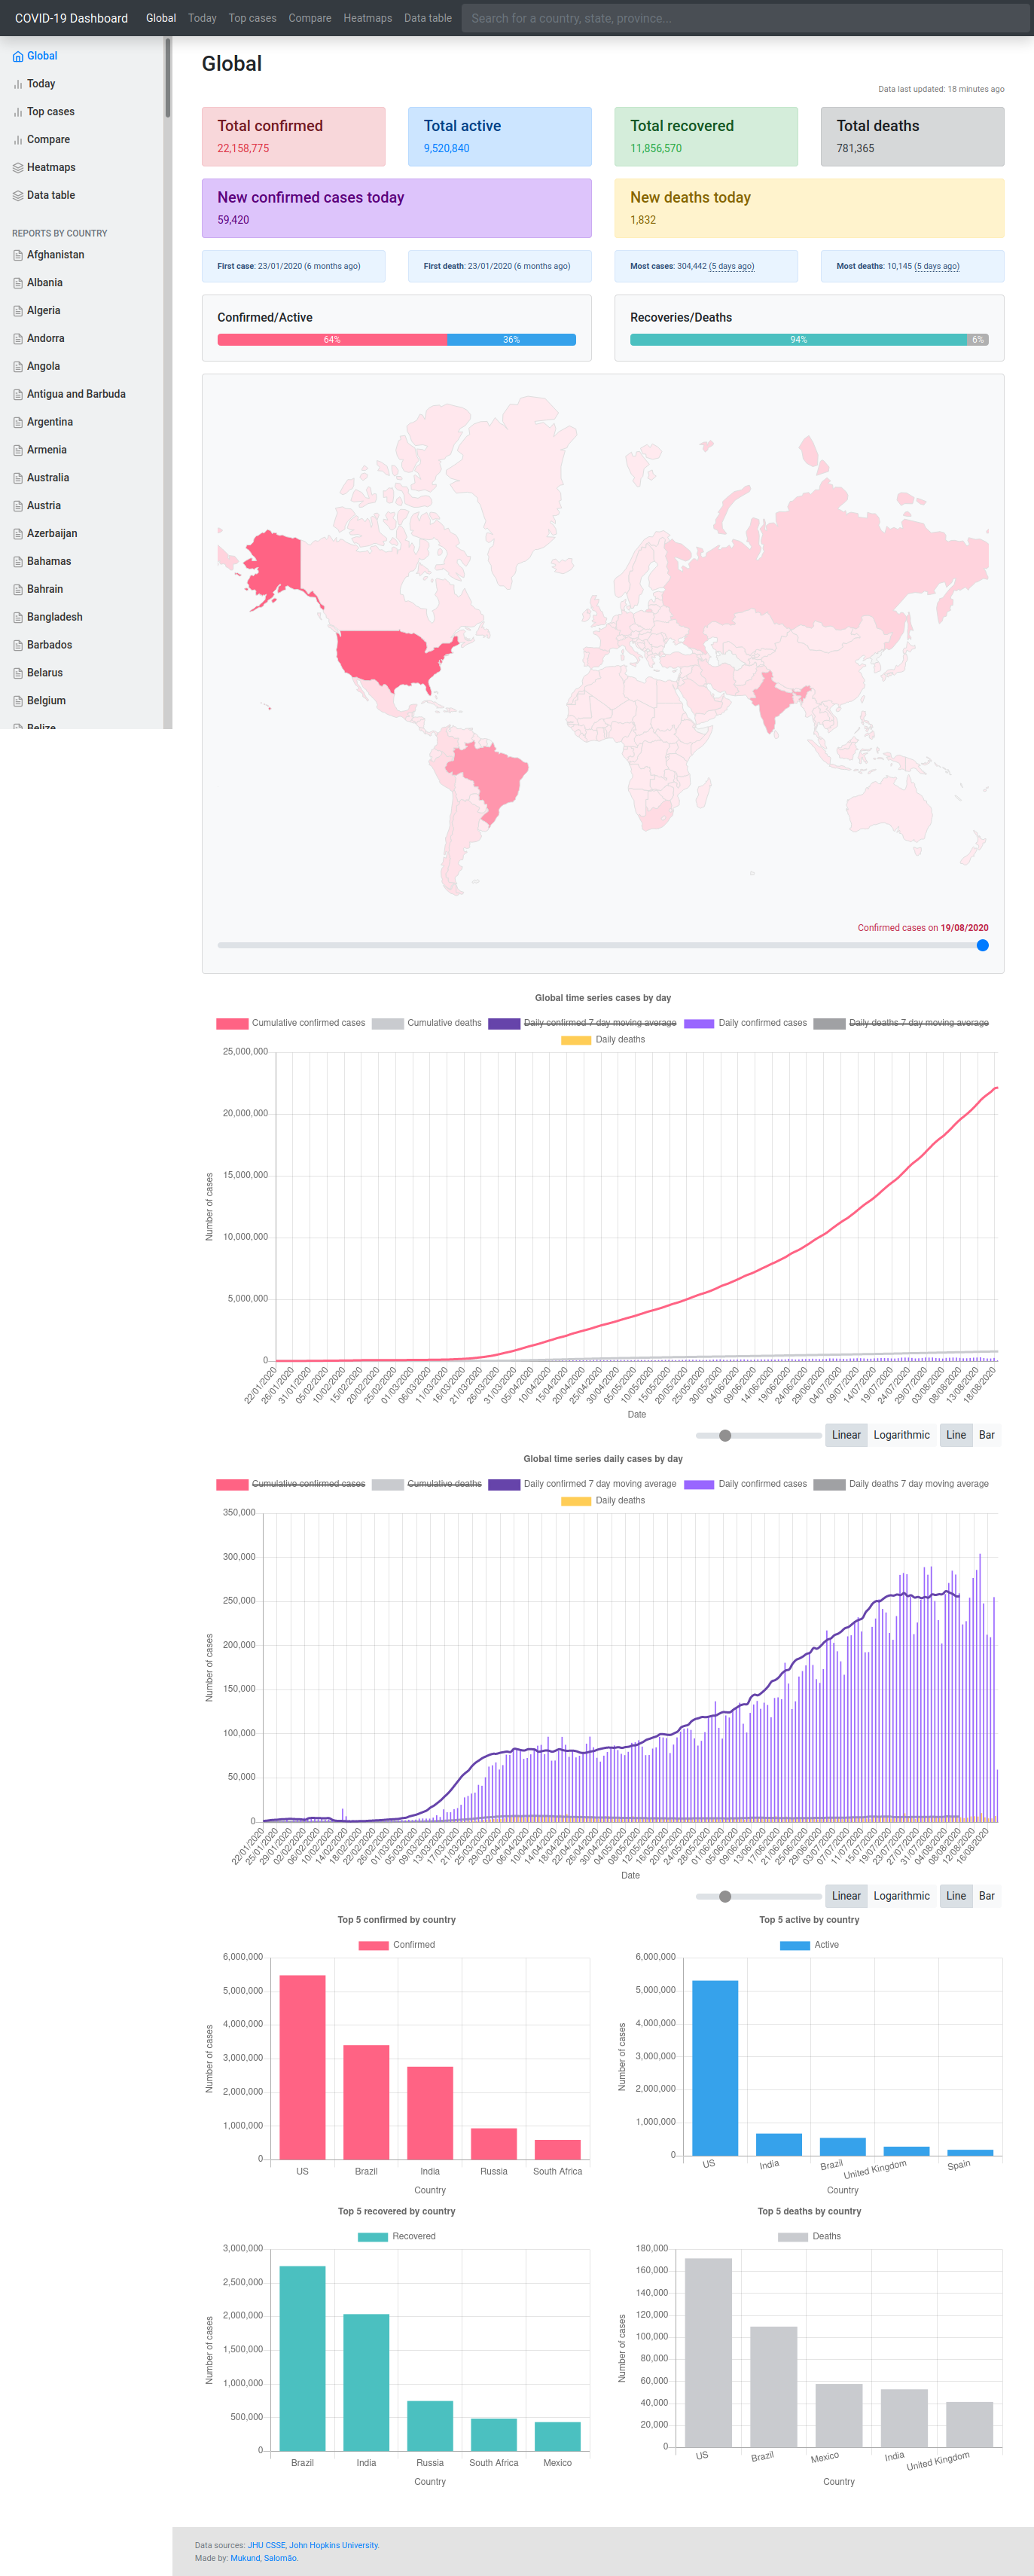 COVID-19 Dashboard Global Today Top cases Compare Heatmaps Data table Search for a country, state, province...
Global
Today
Top cases
Compare
Heatmaps
Data table
REPORTS BY COUNTRY
Afghanistan
Albania
Algeria
Andorra
Angola
Antigua and Barbuda
Argentina
Armenia
Australia
Austria
Azerbaijan
Bahamas
Bahrain
Bangladesh
Barbados
Belarus
Belgium
Belize
Global
Data last updated: 18 minutes ago
Total confirmed
22,158,775
Total active
9,520,840
Total recovered
11,856,570
Total deaths
781,365
New confirmed cases today
59,420
New deaths today
1,832
First case: 23/01/2020 (6 months ago)
First death: 23/01/2020 (6 months ago)
Most cases: 304,442 (5 days ago)
Most deaths: 10,145 (5 days ago)
Confirmed/Active
64% 36%
Recoveries/Deaths
94% 6%
Confirmed cases on 19/08/2020
Global time series cases by day
Cumulative confirmed cases Cumulative deaths Daily confirmed 7 day moving average Daily confirmed cases Daily deaths 7 day moving average
Daily deaths
25,000,000
20,000,000
15,000,000
10,000,000
5,000,000
0
Number of cases
22/01/2020 26/01/2020 31/01/2020 05/02/2020 10/02/2020 15/02/2020 20/02/2020 25/02/2020 01/03/2020 06/03/2020 11/03/2020 16/03/2020 21/03/2020 26/03/2020 31/03/2020 05/04/2020 10/04/2020 15/04/2020 20/04/2020 25/04/2020 30/04/2020 05/05/2020 10/05/2020 15/05/2020 20/05/2020 25/05/2020 30/05/2020 04/06/2020 09/06/2020 14/06/2020 19/06/2020 24/06/2020 29/06/2020 04/07/2020 09/07/2020 14/07/2020 19/07/2020 24/07/2020 29/07/2020 03/08/2020 08/08/2020 13/08/2020 18/08/2020
Date
Linear Logarithmic Line Bar
Global time series daily cases by day
Cumulative confirmed cases Cumulative deaths Daily confirmed 7 day moving average Daily confirmed cases Daily deaths 7 day moving average
Daily deaths
350,000
300,000
250,000
200,000
150,000
100,000
50,000
0
Number of cases
22/01/2020 25/01/2020 29/01/2020 02/02/2020 06/02/2020 10/02/2020 14/02/2020 18/02/2020 22/02/2020 26/02/2020 01/03/2020 05/03/2020 09/03/2020 13/03/2020 17/03/2020 21/03/2020 25/03/2020 29/03/2020 02/04/2020 06/04/2020 10/04/2020 14/04/2020 18/04/2020 22/04/2020 26/04/2020 30/04/2020 04/05/2020 08/05/2020 12/05/2020 16/05/2020 20/05/2020 24/05/2020 28/05/2020 01/06/2020 05/06/2020 09/06/2020 13/06/2020 17/06/2020 21/06/2020 25/06/2020 29/06/2020 03/07/2020 07/07/2020 11/07/2020 15/07/2020 19/07/2020 23/07/2020 27/07/2020 31/07/2020 04/08/2020 08/08/2020 12/08/2020 16/08/2020
Date
Linear Logarithmic Line Bar
Top 5 confirmed by country
Confirmed
6,000,000
5,000,000
4,000,000
3,000,000
2,000,000
1,000,000
0
Number of cases
US Brazil India Russia South Africa
Country
Top 5 active by country
Active
6,000,000
5,000,000
4,000,000
3,000,000
2,000,000
1,000,000
0
Number of cases
US India Brazil United Kingdom Spain
Country
Top 5 recovered by country
Recovered
3,000,000
2,500,000
2,000,000
1,500,000
1,000,000
500,000
0
Number of cases
Brazil India Russia South Africa Mexico
Country
Top 5 deaths by country
Deaths
180,000
160,000
140,000
120,000
100,000
80,000
60,000
40,000
20,000
0
Number of cases
US Brazil Mexico India United Kingdom
Country
Data sources: JHU CSSE, John Hopkins University.
Made by: Mukund, Salomão.